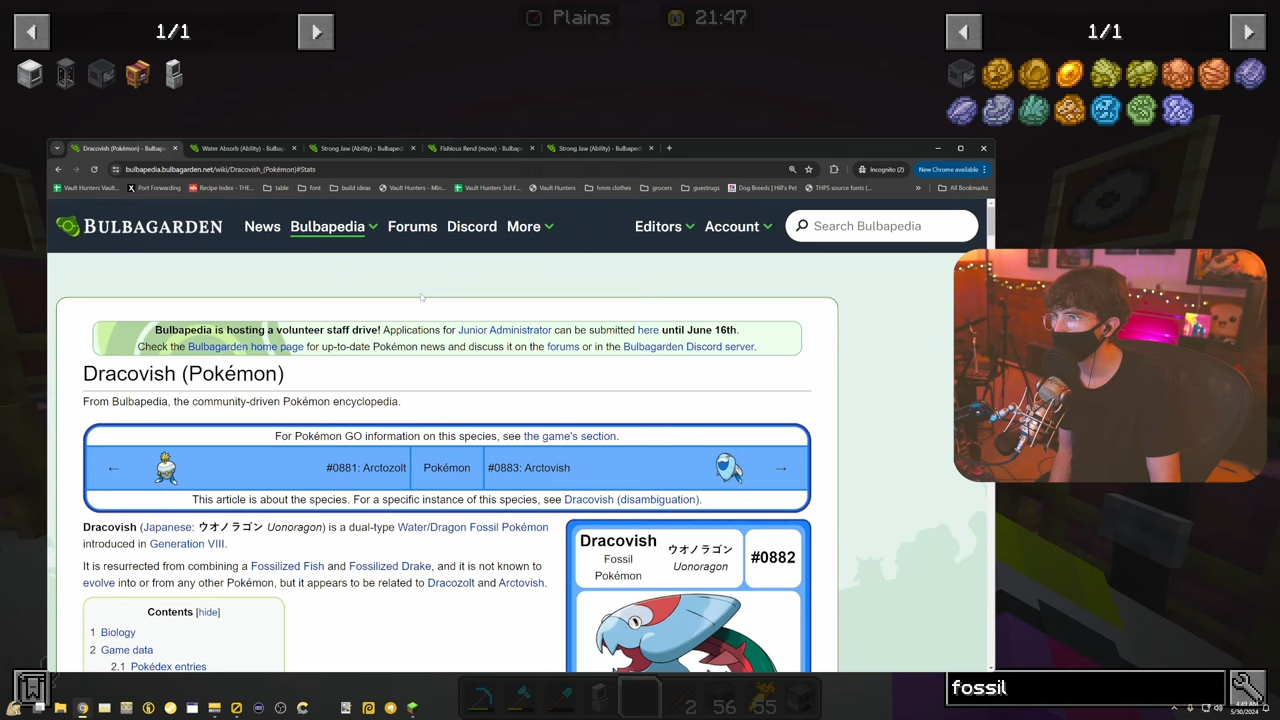 1/1
Plains
21:47
1/1
Dracovish (Pokémon) - Bulbap
Water Absorb (Ability) - Bulbap
Strong Jaw (Ability) - Bulbapedi
Fishious Rend (move) - Bulbap
Strong Jaw (Ability) - Bulbapedi
bulbapedia.bulbagarden.net/wiki/Dracovish_(Pokémon)#Stats
Incognito (2)
New Chrome available
Vault Hunters Vault...
Port Forwarding
Recipe Index - THE...
table
font
build ideas
Vault Hunters - Min...
Vault Hunters 3rd E...
Vault Hunters
hmre clothes
grocers
guestrugs
Dog Breeds | Hill's Pet
THPS source fonts (...
All Bookmarks
BULBAGARDEN
News
Bulbapedia
Forums
Discord
More
Editors
Account
Search Bulbapedia
Bulbapedia is hosting a volunteer staff drive! Applications for Junior Administrator can be submitted here until June 16th.
Check the Bulbagarden home page for up-to-date Pokémon news and discuss it on the forums or in the Bulbagarden Discord server.
Dracovish (Pokémon)
From Bulbapedia, the community-driven Pokémon encyclopedia.
For Pokémon GO information on this species, see the game's section.
← #0881: Arctozolt Pokémon #0883: Arctovish →
This article is about the species. For a specific instance of this species, see Dracovish (disambiguation).
Dracovish (Japanese: ウオノラゴン Uonoragon) is a dual-type Water/Dragon Fossil Pokémon
introduced in Generation VIII.
It is resurrected from combining a Fossilized Fish and Fossilized Drake, and it is not known to
evolve into or from any other Pokémon, but it appears to be related to Dracozolt and Arctovish.
Dracovish
Fossil
Pokémon
ウオノラゴン
Uonoragon
#0882
Contents [hide]
1 Biology
2 Game data
2.1 Pokédex entries
fossil
2
56
55
4:49 AM
5/30/2024